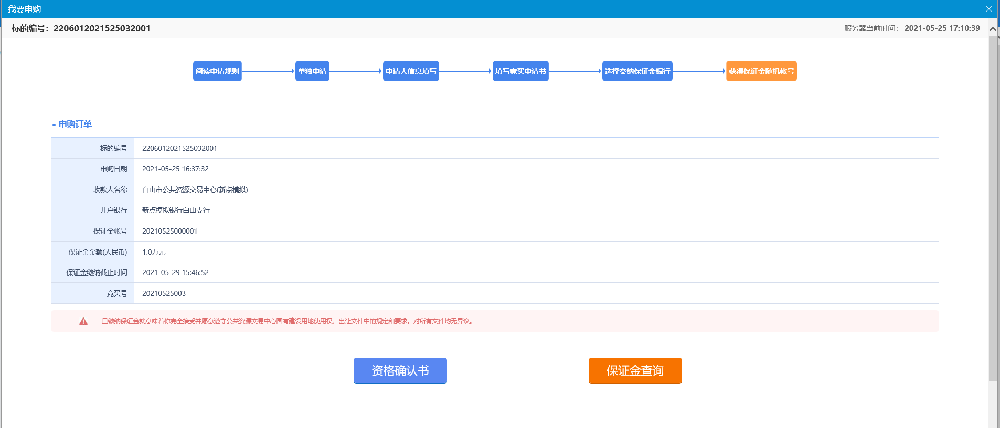 我要申购
标的编号：2206012021525032001
服务器当前时间： 2021-05-25 17:10:39
阅读申请规则
单独申请
申请人信息填写
填写竞买申请书
选择交纳保证金银行
获得保证金随机帐号
申购订单
标的编号 2206012021525032001
申购日期 2021-05-25 16:37:32
收款人名称 白山市公共资源交易中心(新点模拟)
开户银行 新点模拟银行白山支行
保证金帐号 20210525000001
保证金金额(人民币) 1.0万元
保证金缴纳截止时间 2021-05-29 15:46:52
竞买号 20210525003
一旦缴纳保证金就意味着你完全接受并愿意遵守公共资源交易中心国有建设用地使用权，出让文件中的规定和要求。对所有文件均无异议。
资格确认书
保证金查询